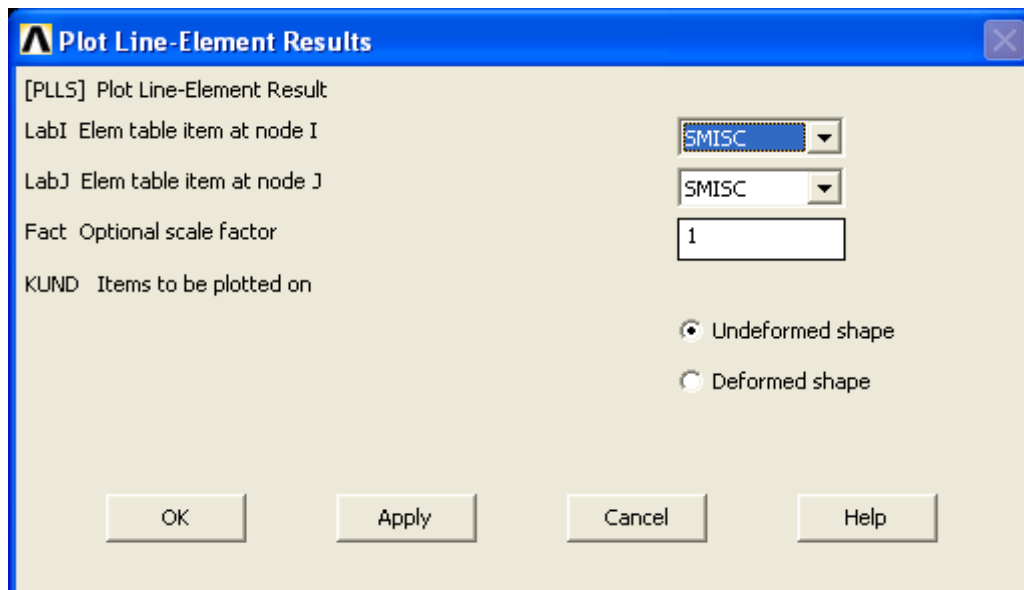 Plot Line-Element Results
[PLLS] Plot Line-Element Result
LabI Elem table item at node I
SMISC
LabJ Elem table item at node J
SMISC
Fact Optional scale factor
1
KUND Items to be plotted on
Undeformed shape
Deformed shape
OK Apply Cancel Help